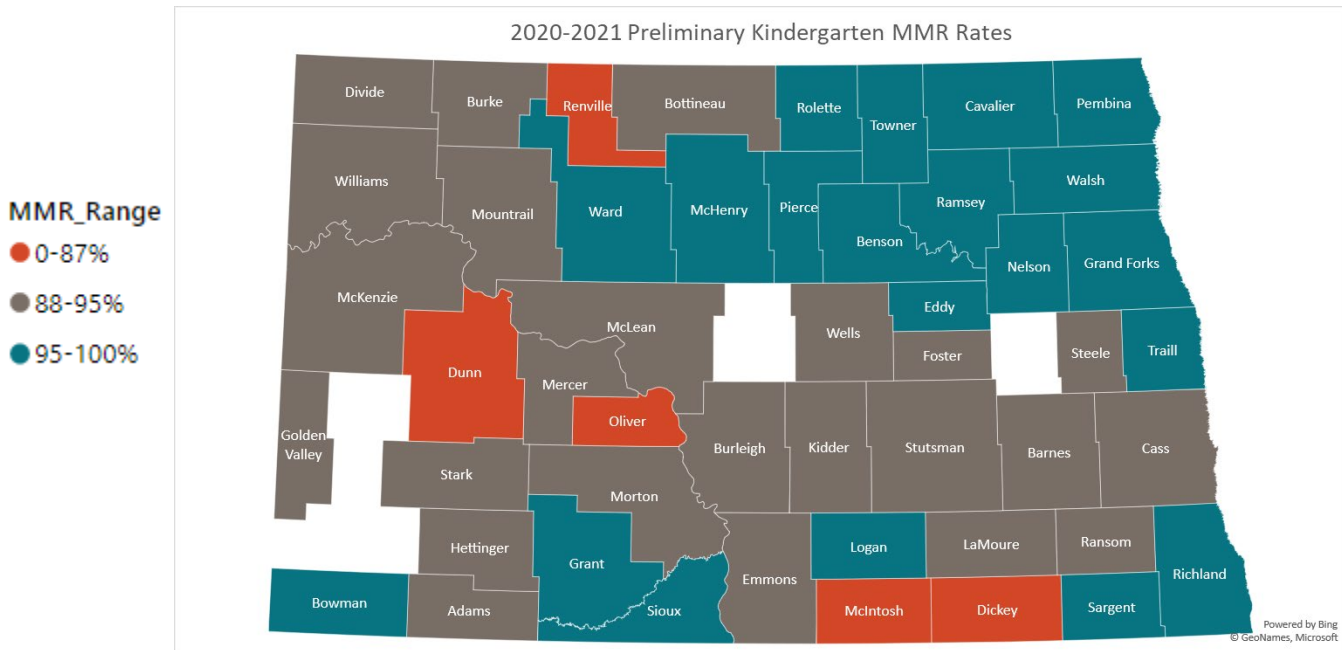 2020-2021 Preliminary Kindergarten MMR Rates
MMR_Range
0-87%
88-95%
95-100%
Divide
Burke
Renville
Bottineau
Rolette
Towner
Cavalier
Pembina
Williams
Mountrail
Ward
McHenry
Pierce
Benson
Ramsey
Walsh
Nelson
Grand Forks
McKenzie
Dunn
McLean
Mercer
Oliver
Wells
Eddy
Foster
Steele
Traill
Golden
Valley
Stark
Morton
Burleigh
Kidder
Stutsman
Barnes
Cass
Hettinger
Grant
Emmons
Logan
LaMoure
Ransom
Richland
Bowman
Adams
Sioux
McIntosh
Dickey
Sargent
Powered by Bing
© GeoNames, Microsoft